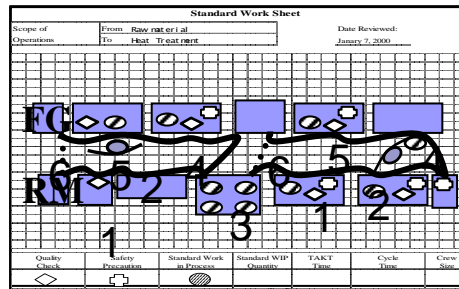 Standard Work Sheet
Scope of
Operations
From Raw material
To Heat Treatment
Date Reviewed:
Janary 7, 2000
FG
6 5 4 6 5 4
RM
1 2 3 1 2
Quality
Check
Safety
Precaution
Standard Work
in Process
Standard WIP
Quantity
TAKT
Time
Cycle
Time
Crew
Size